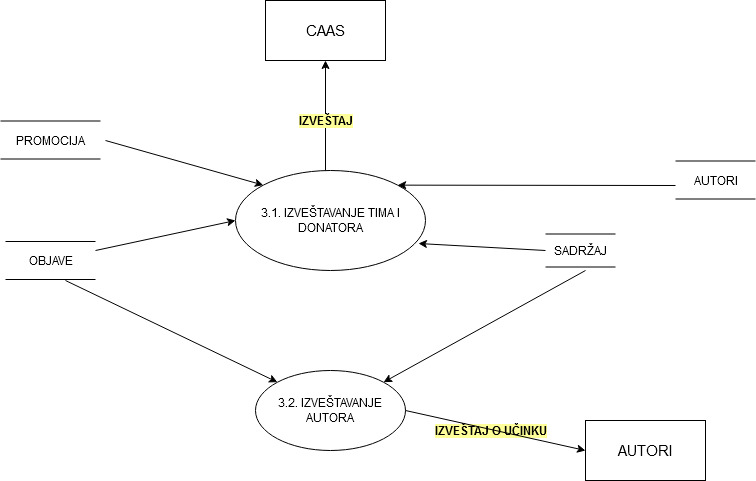 CAAS
IZVEŠTAJ
PROMOCIJA
AUTORI
3.1. IZVEŠTAVANJE TIMA I
DONATORA
OBJAVE
SADRŽAJ
3.2. IZVEŠTAVANJE
AUTORA
IZVEŠTAJ O UČINKU
AUTORI